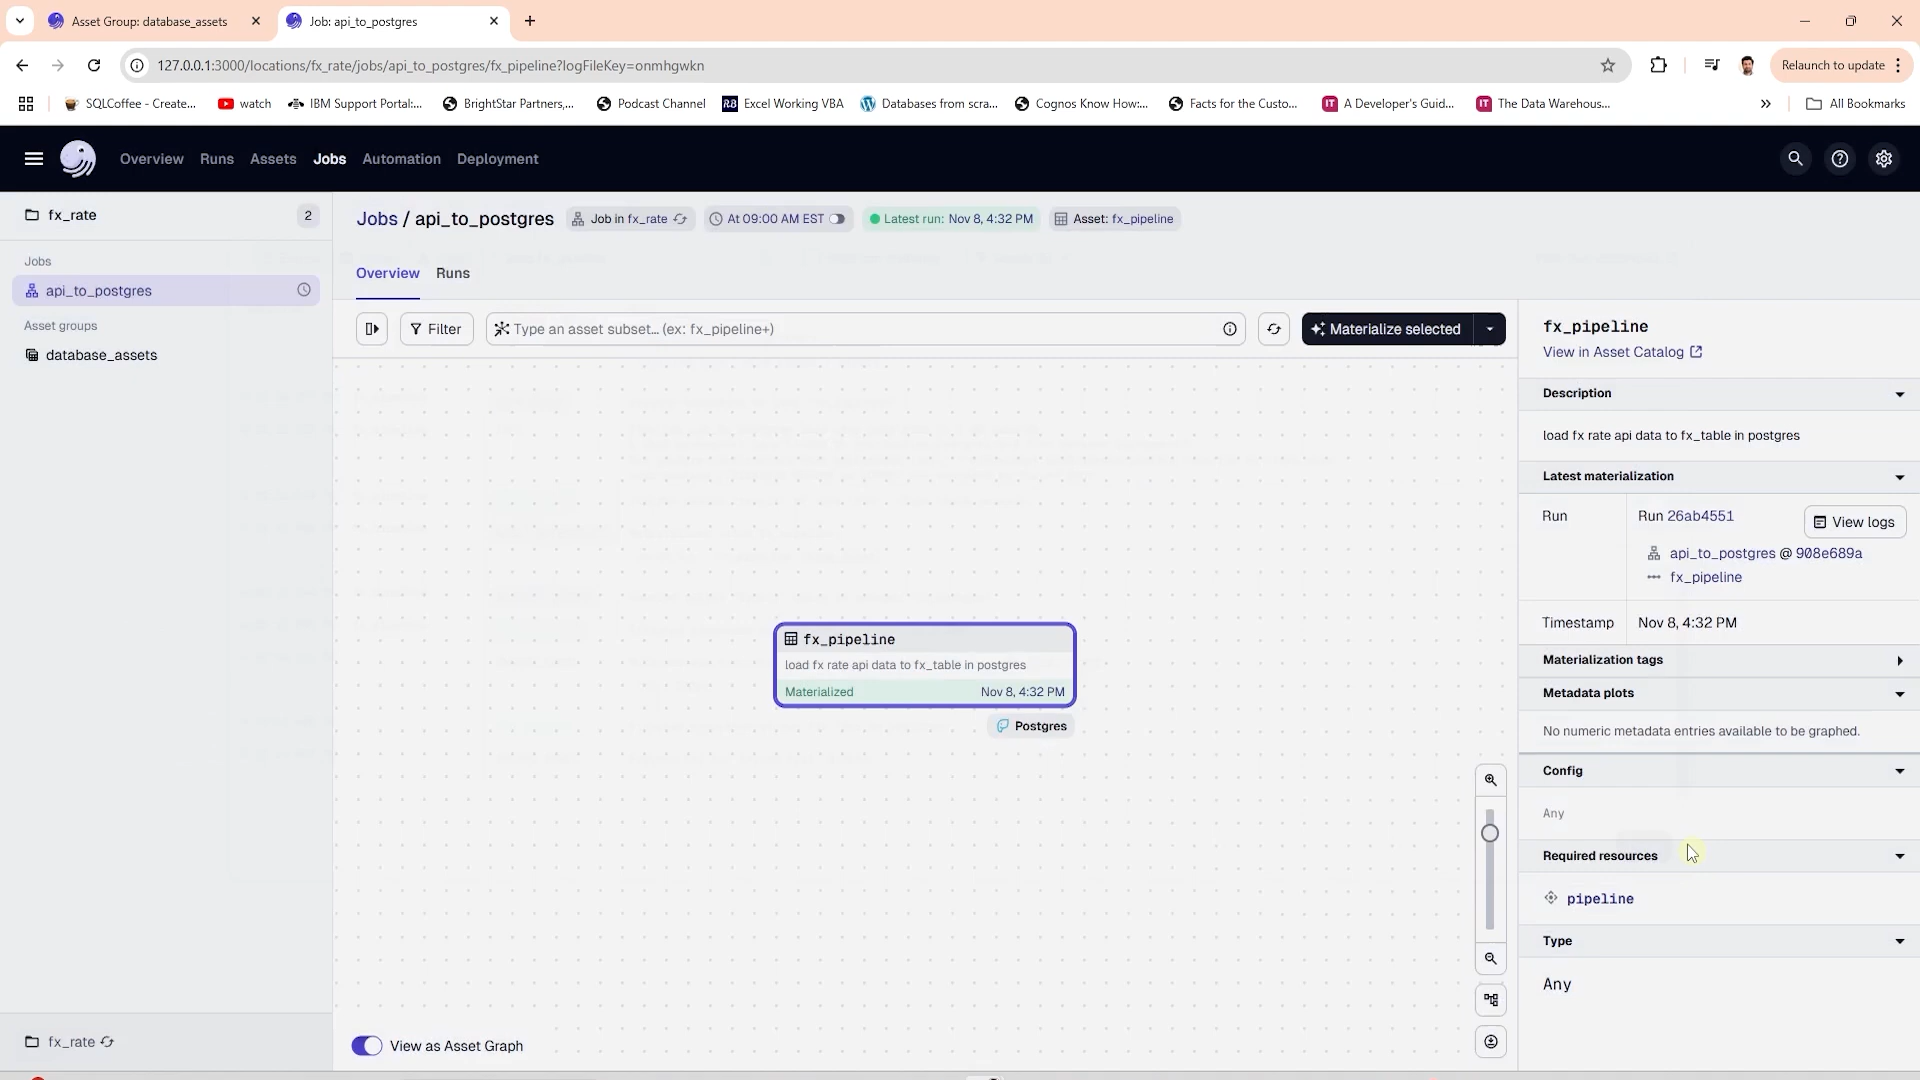 Asset Group: database_assets
Job: api_to_postgres
127.0.0.1:3000/locations/fx_rate/jobs/api_to_postgres/fx_pipeline?logFileKey=onmhgwkn
Relaunch to update
SQLCoffee - Create...
watch
IBM Support Portal:...
BrightStar Partners,...
Podcast Channel
Excel Working VBA
Databases from scra...
Cognos Know How:...
Facts for the Custo...
A Developer's Guid...
The Data Warehous...
All Bookmarks
Overview
Runs
Assets
Jobs
Automation
Deployment
fx_rate
2
Jobs / api_to_postgres
Job in fx_rate
At 09:00 AM EST
Latest run: Nov 8, 4:32 PM
Asset: fx_pipeline
Jobs
api_to_postgres
Asset groups
database_assets
Overview
Runs
Filter
Type an asset subset... (ex: fx_pipeline+)
Materialize selected
fx_pipeline
load fx rate api data to fx_table in postgres
Materialized
Nov 8, 4:32 PM
Postgres
fx_pipeline
View in Asset Catalog
Description
load fx rate api data to fx_table in postgres
Latest materialization
Run
Run 26ab4551
View logs
api_to_postgres @ 908e689a
fx_pipeline
Timestamp
Nov 8, 4:32 PM
Materialization tags
Metadata plots
No numeric metadata entries available to be graphed.
Config
Any
Required resources
pipeline
Type
Any
fx_rate
View as Asset Graph